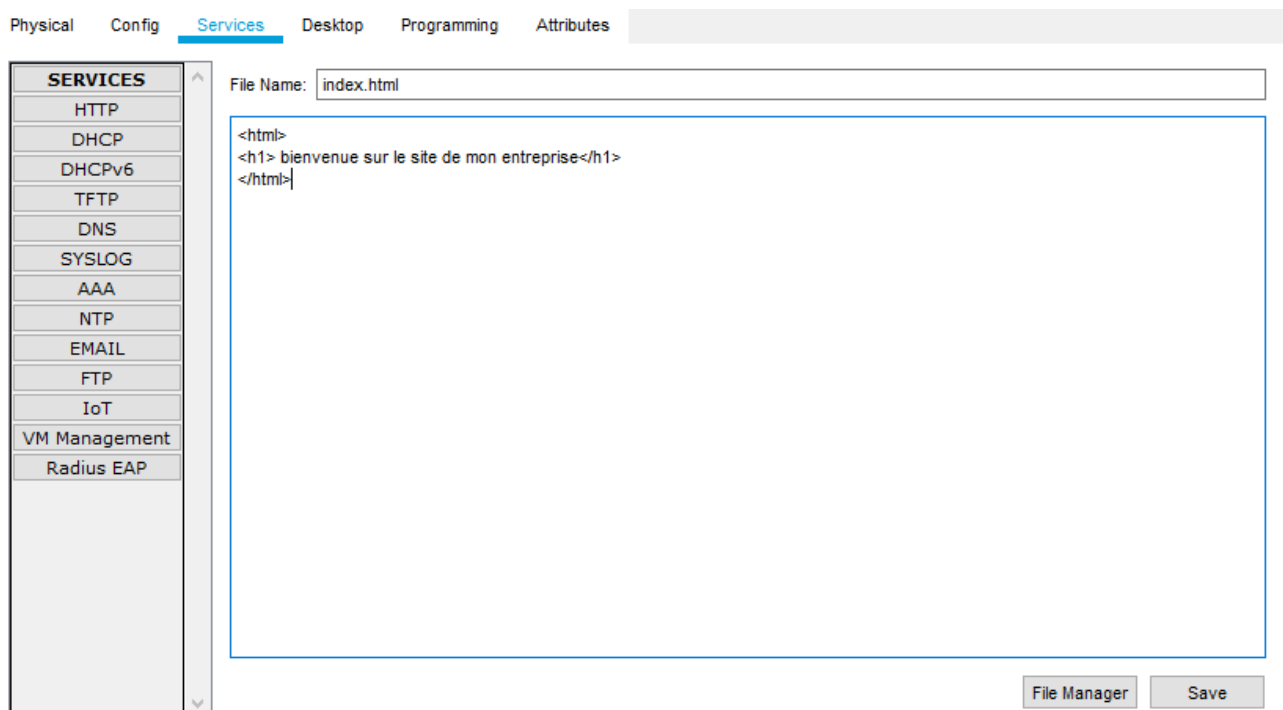 Physical Config Services Desktop Programming Attributes
SERVICES
HTTP
DHCP
DHCPv6
TFTP
DNS
SYSLOG
AAA
NTP
EMAIL
FTP
IoT
VM Management
Radius EAP
File Name: index.html
<html>
<h1> bienvenue sur le site de mon entreprise</h1>
</html>
File Manager Save